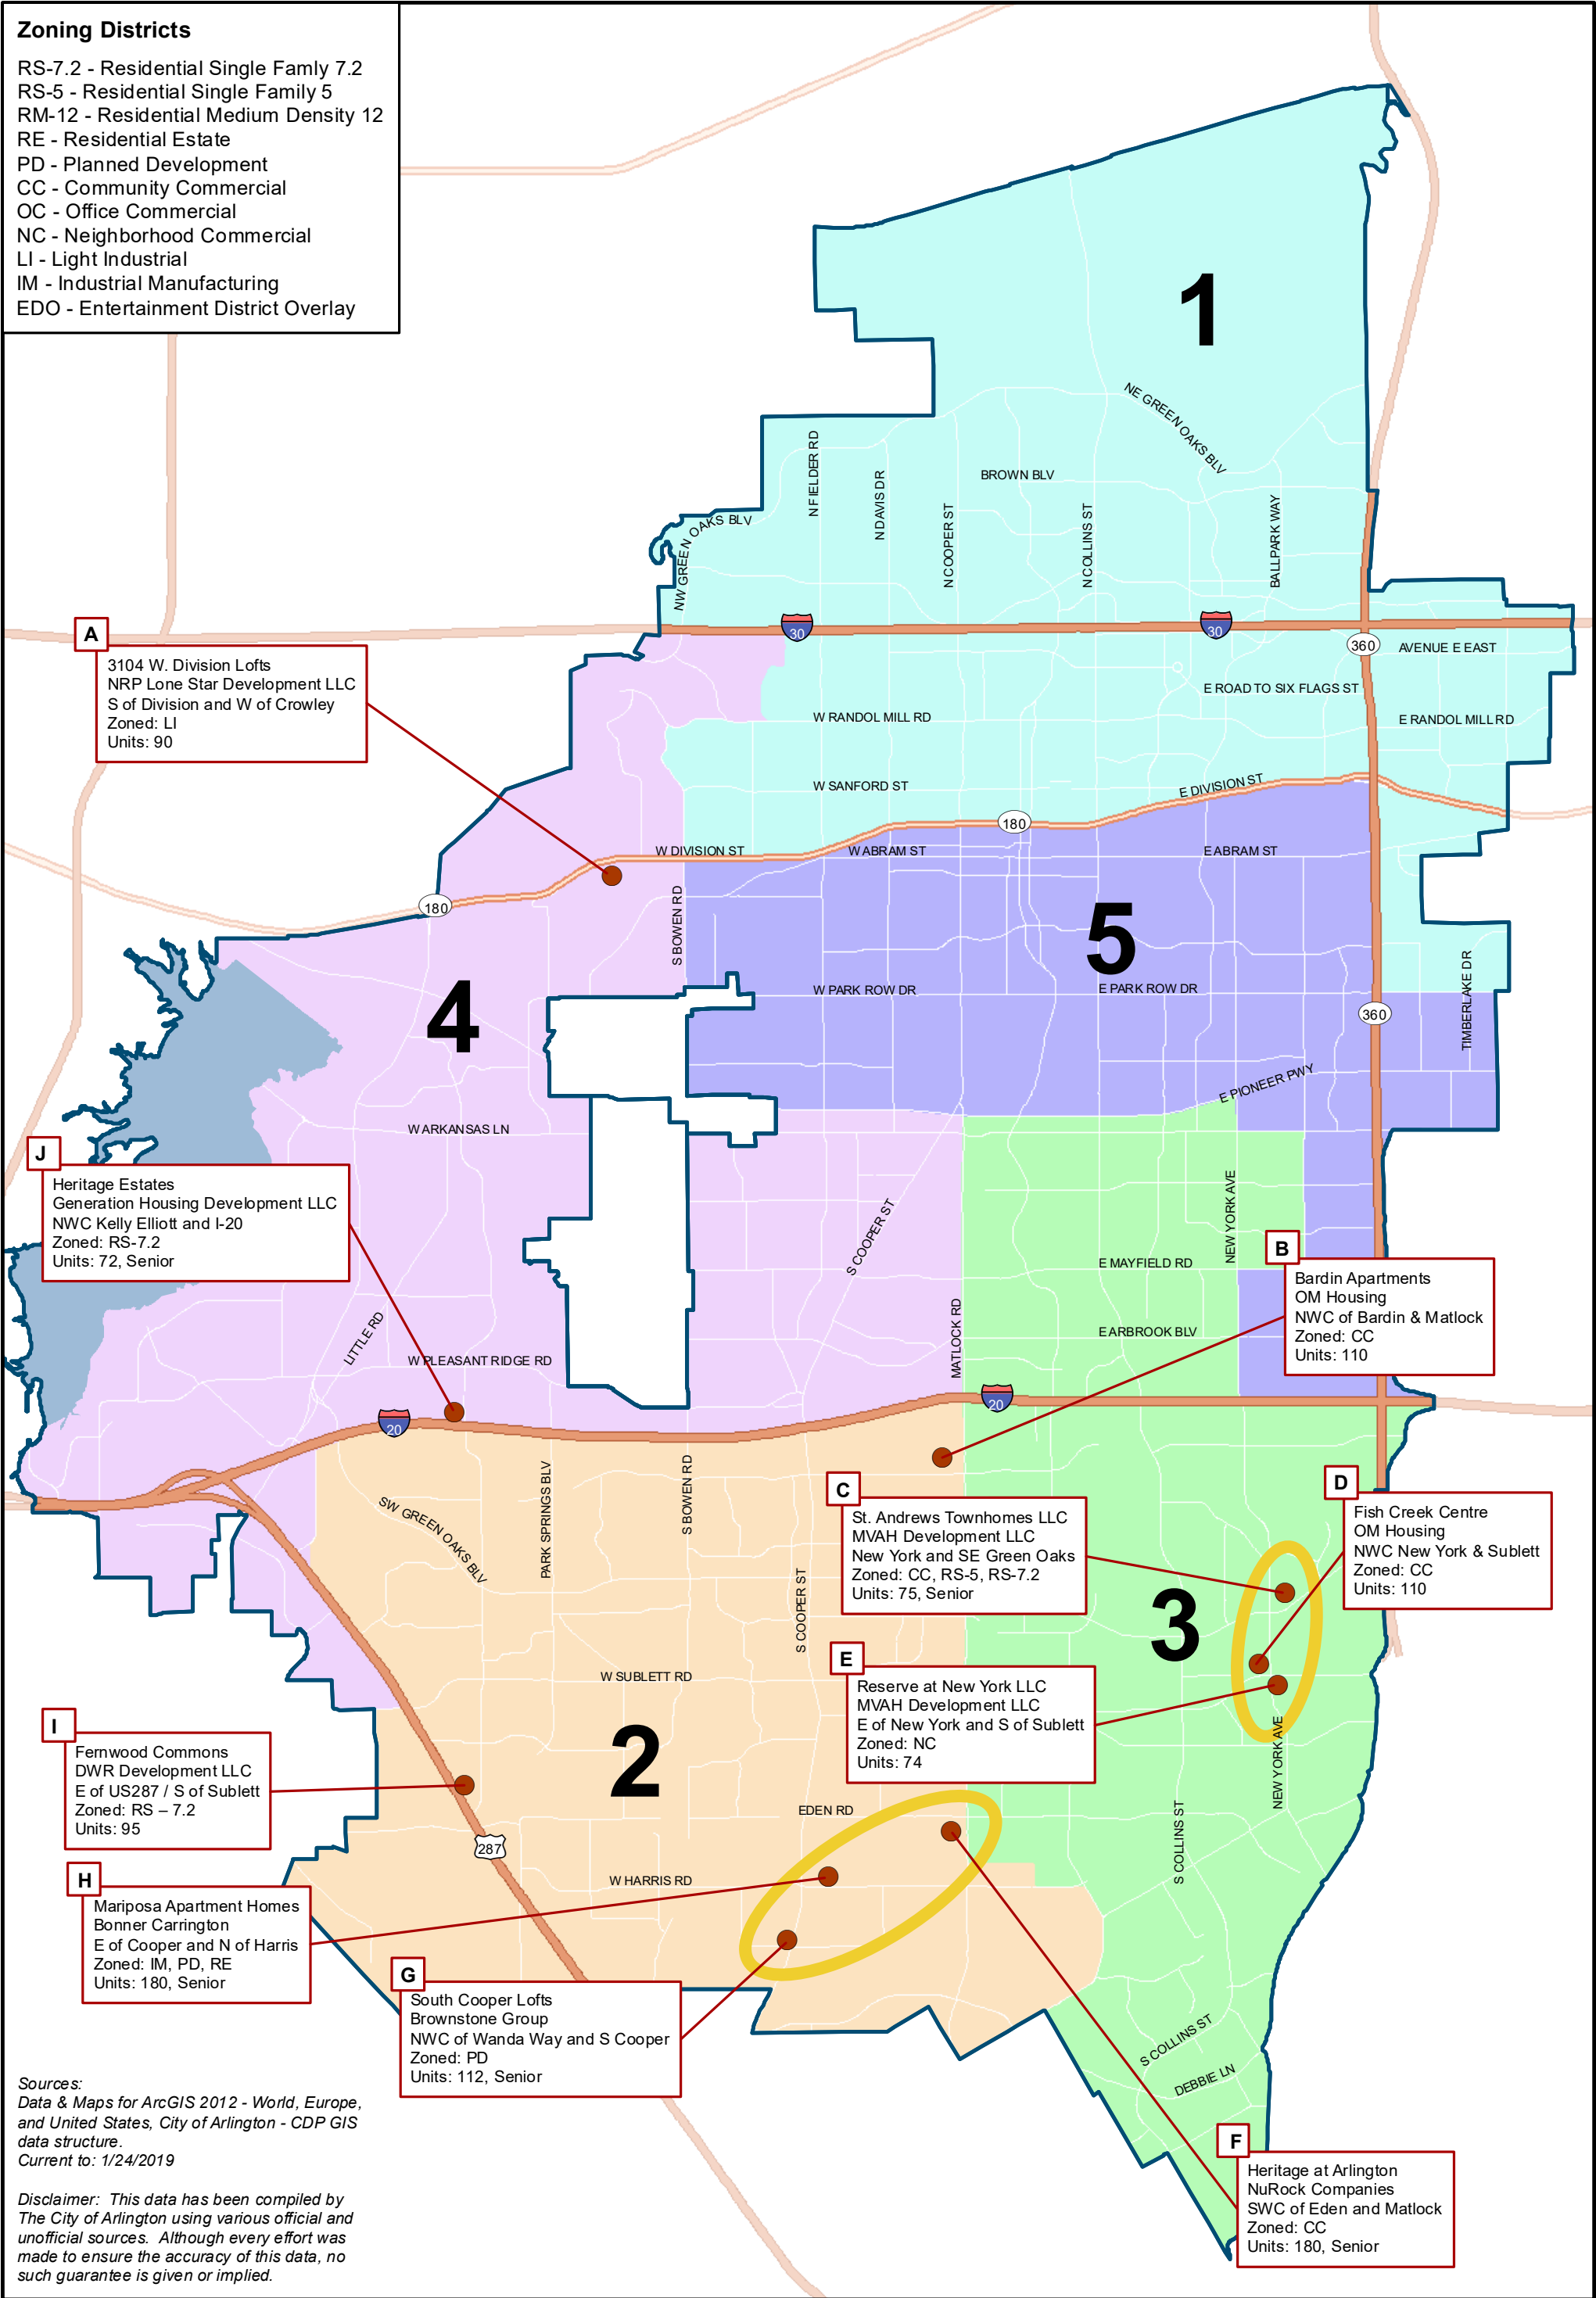 Zoning Districts
RS-7.2 - Residential Single Famly 7.2
RS-5 - Residential Single Family 5
RM-12 - Residential Medium Density 12
RE - Residential Estate
PD - Planned Development
CC - Community Commercial
OC - Office Commercial
NC - Neighborhood Commercial
LI - Light Industrial
IM - Industrial Manufacturing
EDO - Entertainment District Overlay
1
NE GREEN OAKS BLV
BROWN BLV
N FIELDER RD
N DAVIS DR
N COOPER ST
N COLLINS ST
BALLPARK WAY
NW GREEN OAKS BLV
30
30
360
AVENUE E EAST
E ROAD TO SIX FLAGS ST
W RANDOL MILL RD
E RANDOL MILL RD
W SANFORD ST
E DIVISION ST
180
W DIVISION ST
W ABRAM ST
E ABRAM ST
A
3104 W. Division Lofts
NRP Lone Star Development LLC
S of Division and W of Crowley
Zoned: LI
Units: 90
180
S BOWEN RD
5
4
W PARK ROW DR
E PARK ROW DR
360
TIMBERLAKE DR
E PIONEER PWY
W ARKANSAS LN
J
Heritage Estates
Generation Housing Development LLC
NWC Kelly Elliott and I-20
Zoned: RS-7.2
Units: 72, Senior
S COOPER ST
NEW YORK AVE
E MAYFIELD RD
B
Bardin Apartments
OM Housing
NWC of Bardin & Matlock
Zoned: CC
Units: 110
LITTLE RD
MATLOCK RD
E ARBROOK BLV
W PLEASANT RIDGE RD
20
20
SW GREEN OAKS BLV
PARK SPRINGS BLV
S BOWEN RD
S COOPER ST
C
St. Andrews Townhomes LLC
MVAH Development LLC
New York and SE Green Oaks
Zoned: CC, RS-5, RS-7.2
Units: 75, Senior
D
Fish Creek Centre
OM Housing
NWC New York & Sublett
Zoned: CC
Units: 110
3
W SUBLETT RD
E
Reserve at New York LLC
MVAH Development LLC
E of New York and S of Sublett
Zoned: NC
Units: 74
2
NEW YORK AVE
I
Fernwood Commons
DWR Development LLC
E of US287 / S of Sublett
Zoned: RS – 7.2
Units: 95
EDEN RD
S COLLINS ST
287
W HARRIS RD
H
Mariposa Apartment Homes
Bonner Carrington
E of Cooper and N of Harris
Zoned: IM, PD, RE
Units: 180, Senior
G
South Cooper Lofts
Brownstone Group
NWC of Wanda Way and S Cooper
Zoned: PD
Units: 112, Senior
S COLLINS ST
DEBBIE LN
F
Heritage at Arlington
NuRock Companies
SWC of Eden and Matlock
Zoned: CC
Units: 180, Senior
Sources:
Data & Maps for ArcGIS 2012 - World, Europe,
and United States, City of Arlington - CDP GIS
data structure.
Current to: 1/24/2019
Disclaimer: This data has been compiled by
The City of Arlington using various official and
unofficial sources. Although every effort was
made to ensure the accuracy of this data, no
such guarantee is given or implied.